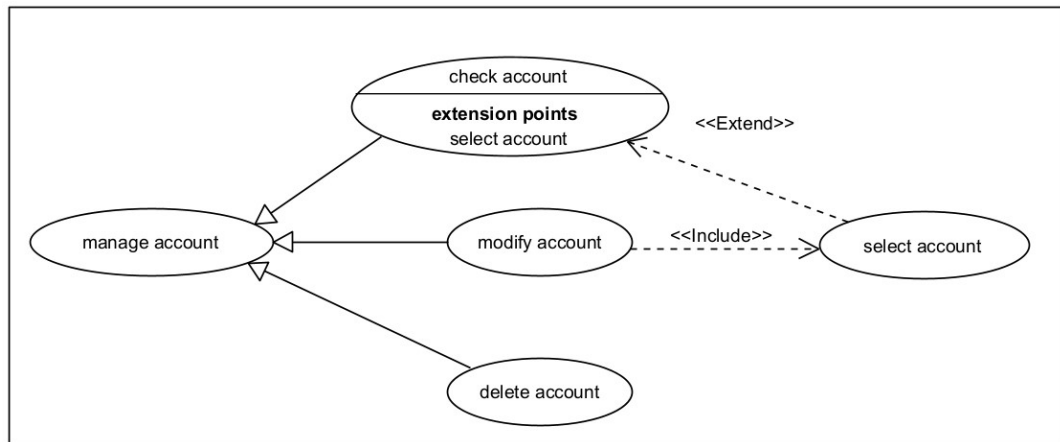 check account
extension points
select account
<<Extend>>
manage account
modify account
<<Include>>
select account
delete account